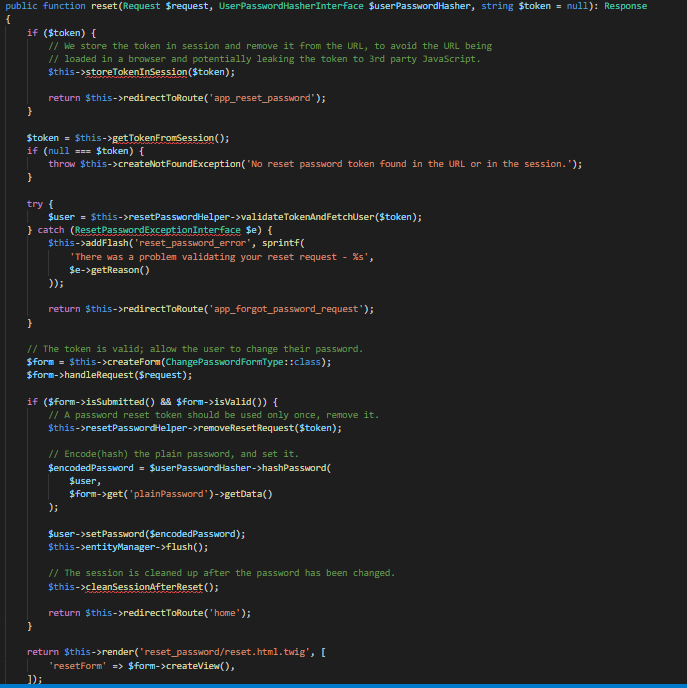 public function reset(Request $request, UserPasswordHasherInterface $userPasswordHasher, string $token = null): Response
{
    if ($token) {
        // We store the token in session and remove it from the URL, to avoid the URL being
        // loaded in a browser and potentially leaking the token to 3rd party JavaScript.
        $this->storeTokenInSession($token);

        return $this->redirectToRoute('app_reset_password');
    }

    $token = $this->getTokenFromSession();
    if (null === $token) {
        throw $this->createNotFoundException('No reset password token found in the URL or in the session.');
    }

    try {
        $user = $this->resetPasswordHelper->validateTokenAndFetchUser($token);
    } catch (ResetPasswordExceptionInterface $e) {
        $this->addFlash('reset_password_error', sprintf(
            'There was a problem validating your reset request - %s',
            $e->getReason()
        ));

        return $this->redirectToRoute('app_forgot_password_request');
    }

    // The token is valid; allow the user to change their password.
    $form = $this->createForm(ChangePasswordFormType::class);
    $form->handleRequest($request);

    if ($form->isSubmitted() && $form->isValid()) {
        // A password reset token should be used only once, remove it.
        $this->resetPasswordHelper->removeResetRequest($token);

        // Encode(hash) the plain password, and set it.
        $encodedPassword = $userPasswordHasher->hashPassword(
            $user,
            $form->get('plainPassword')->getData()
        );

        $user->setPassword($encodedPassword);
        $this->entityManager->flush();

        // The session is cleaned up after the password has been changed.
        $this->cleanSessionAfterReset();

        return $this->redirectToRoute('home');
    }

    return $this->render('reset_password/reset.html.twig', [
        'resetForm' => $form->createView(),
    ]);